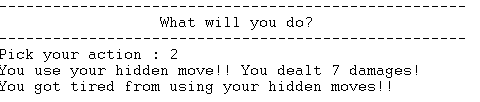 ----------------------------------------------------------
What will you do?
----------------------------------------------------------
Pick your action : 2
You use your hidden move!! You dealt 7 damages!
You got tired from using your hidden moves!!